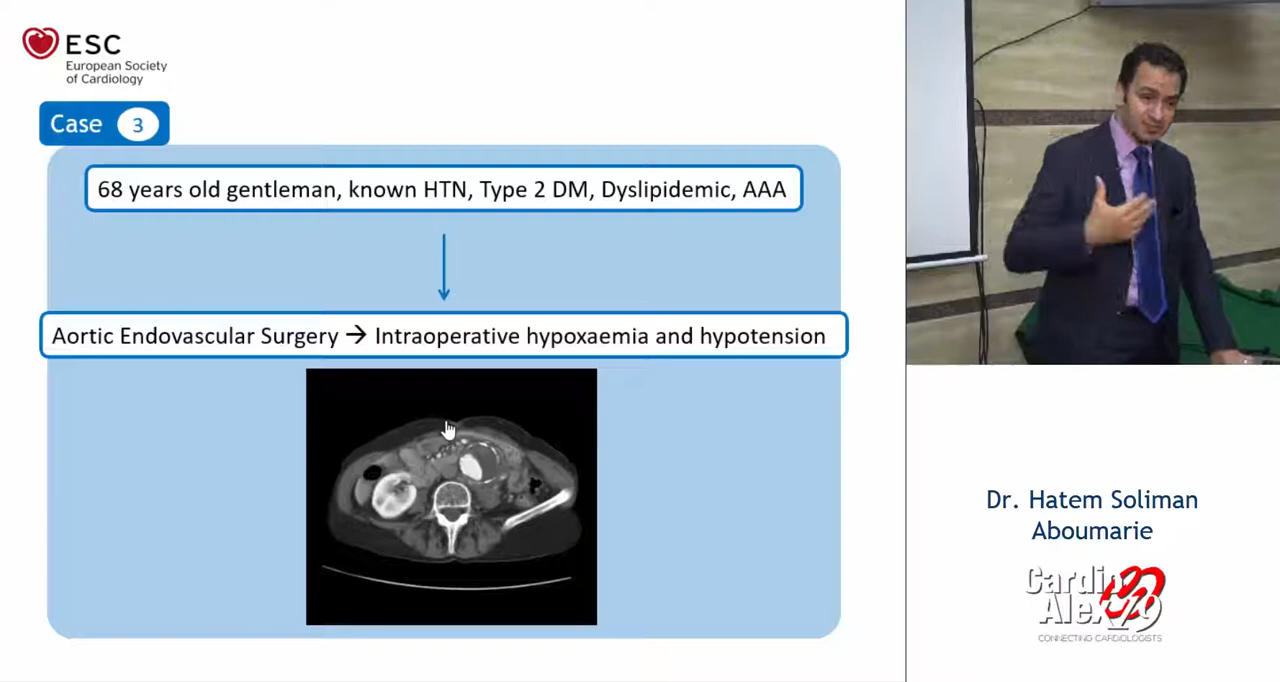 ESC
European Society
of Cardiology
Case 3
68 years old gentleman, known HTN, Type 2 DM, Dyslipidemic, AAA
Aortic Endovascular Surgery → Intraoperative hypoxaemia and hypotension
Dr. Hatem Soliman
Aboumarie
Cardio
Alex 19
CONNECTING CARDIOLOGISTS